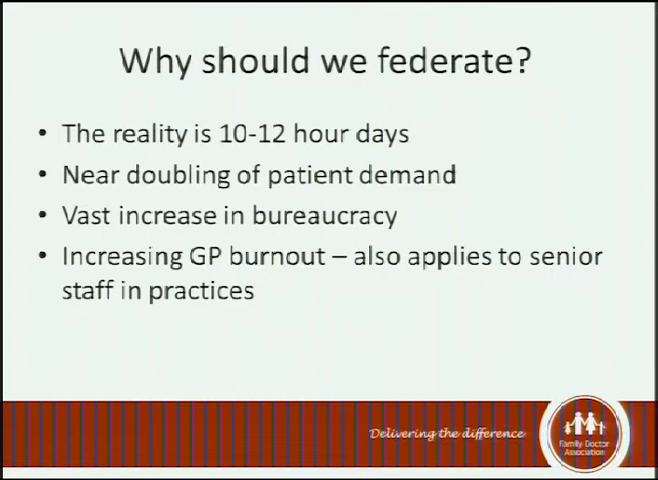 Why should we federate?
• The reality is 10-12 hour days
• Near doubling of patient demand
• Vast increase in bureaucracy
• Increasing GP burnout – also applies to senior
staff in practices
Delivering the difference
Family Doctor
Association